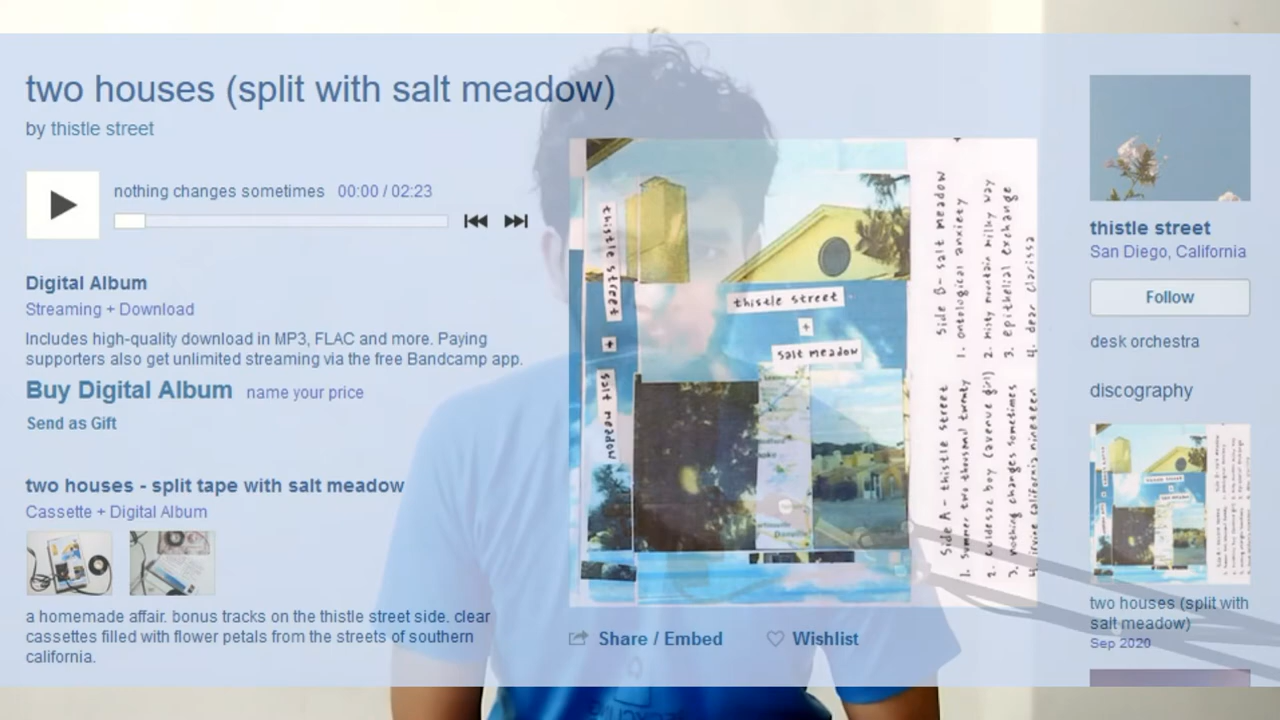 two houses (split with salt meadow)
by thistle street
nothing changes sometimes 00:00 / 02:23
Digital Album
Streaming + Download
Includes high-quality download in MP3, FLAC and more. Paying
supporters also get unlimited streaming via the free Bandcamp app.
Buy Digital Album name your price
Send as Gift
two houses - split tape with salt meadow
Cassette + Digital Album
a homemade affair. bonus tracks on the thistle street side. clear
cassettes filled with flower petals from the streets of southern
california.
thistle street + salt meadow
thistle street
+
salt meadow
Side A - thistle street
1. summer two thousand twenty
2. culdesac boy (avenue girl)
3. nothing changes sometimes
4. irvine california nineteen
Side B - salt meadow
1. ontological anxiety
2. misty mountain milky way
3. epithelial exchange
4. dear clarissa
Share / Embed
Wishlist
thistle street
San Diego, California
Follow
desk orchestra
discography
two houses (split with
salt meadow)
Sep 2020